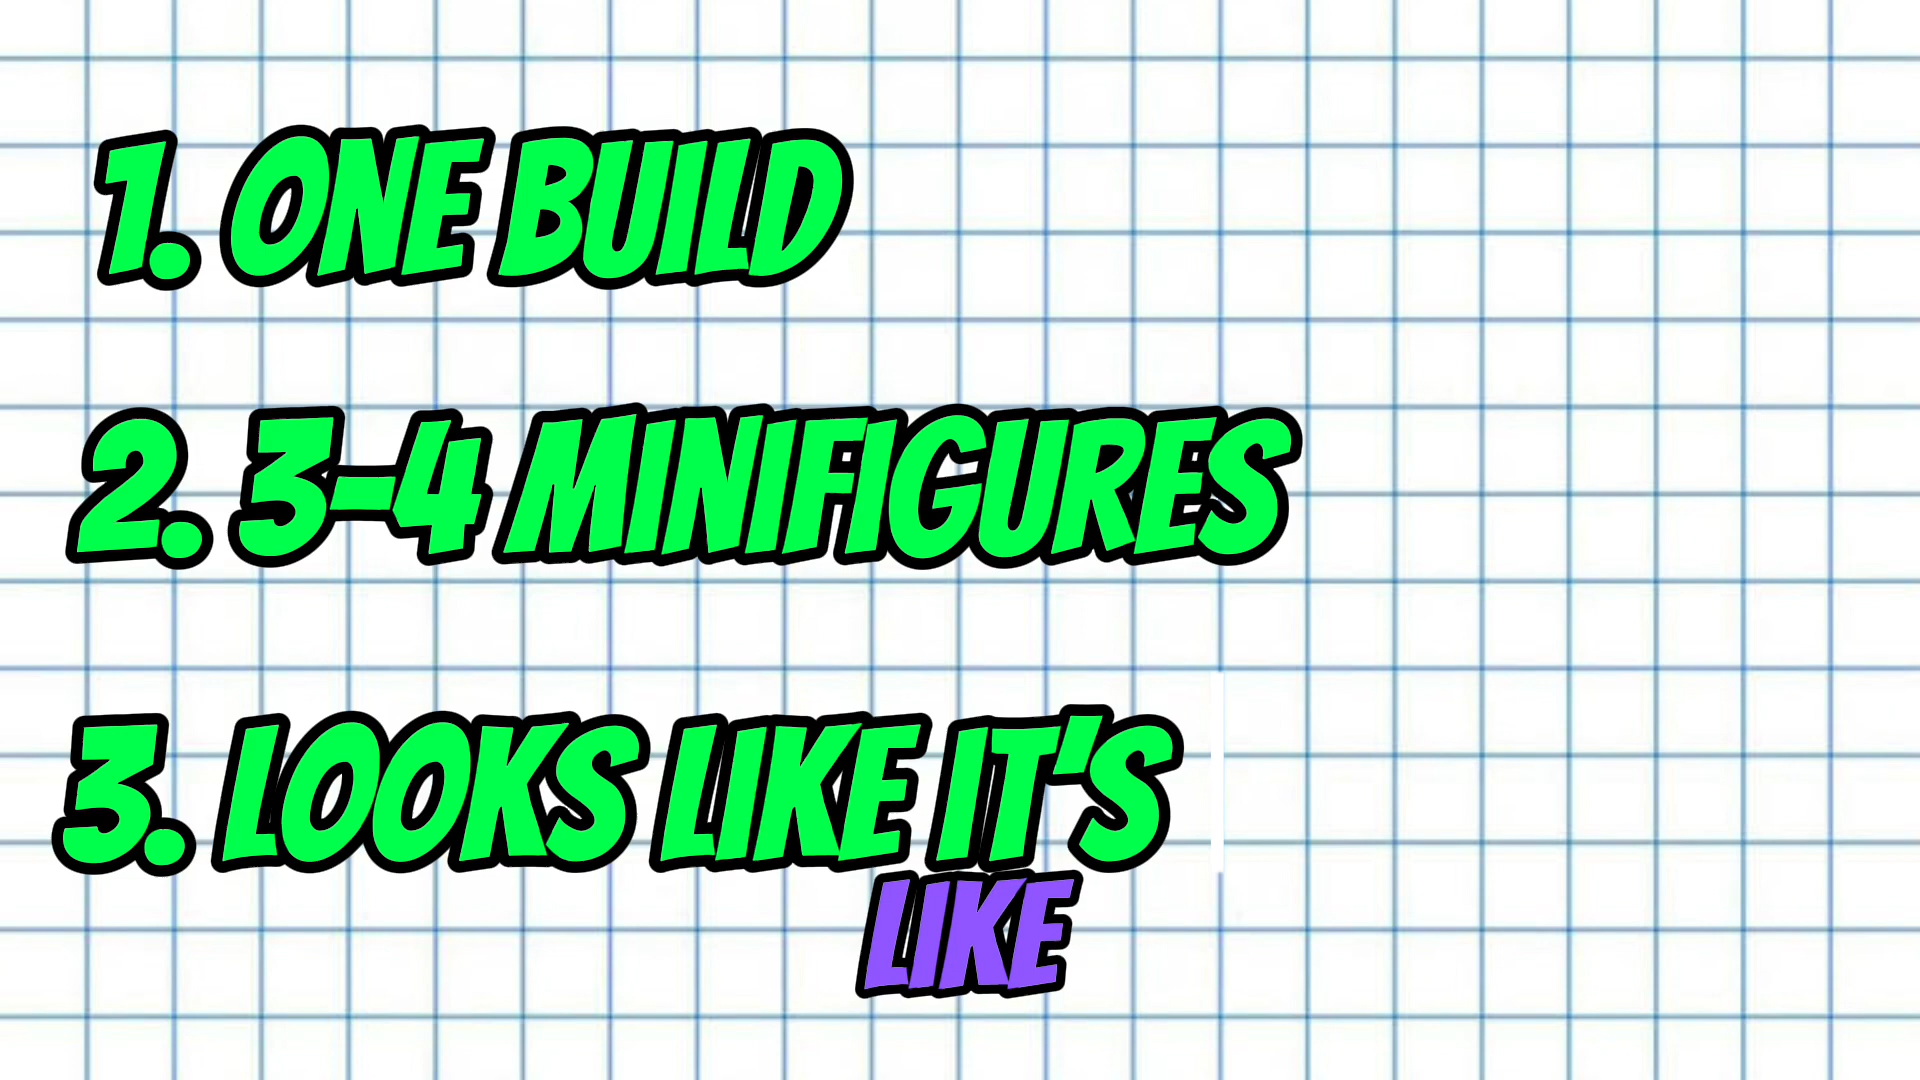 1. ONE BUILD
2. 3-4 MINIFIGURES
3. LOOKS LIKE IT'S
LIKE